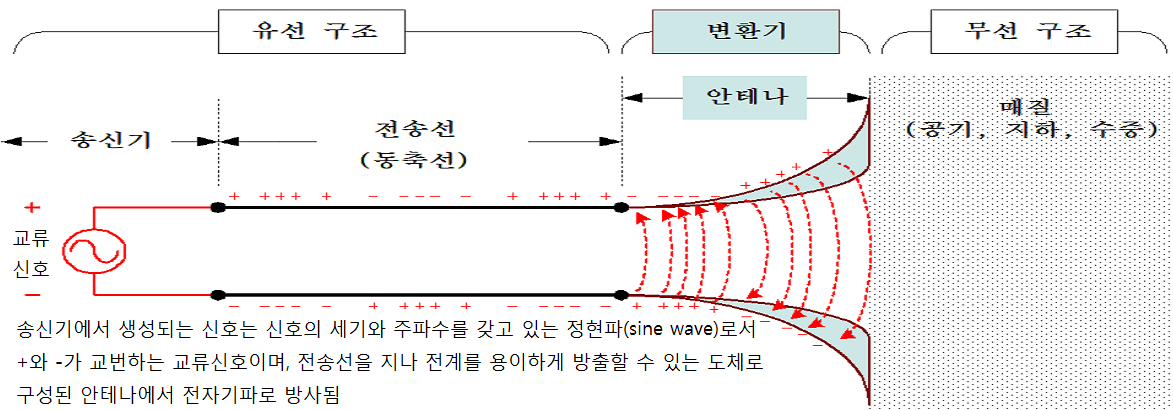 유선 구조
변환기
무선 구조
안테나
매질
(공기, 지하, 수중)
송신기
전송선
(동축선)
+ +++ + - --- - + +++ + - --- - + + + + +
+
교류
신호
-
- --- - + +++ + - --- - + +++ + - - - - -
송신기에서 생성되는 신호는 신호의 세기와 주파수를 갖고 있는 정현파(sine wave)로서
+와 -가 교번하는 교류신호이며, 전송선을 지나 전계를 용이하게 방출할 수 있는 도체로
구성된 안테나에서 전자기파로 방사됨